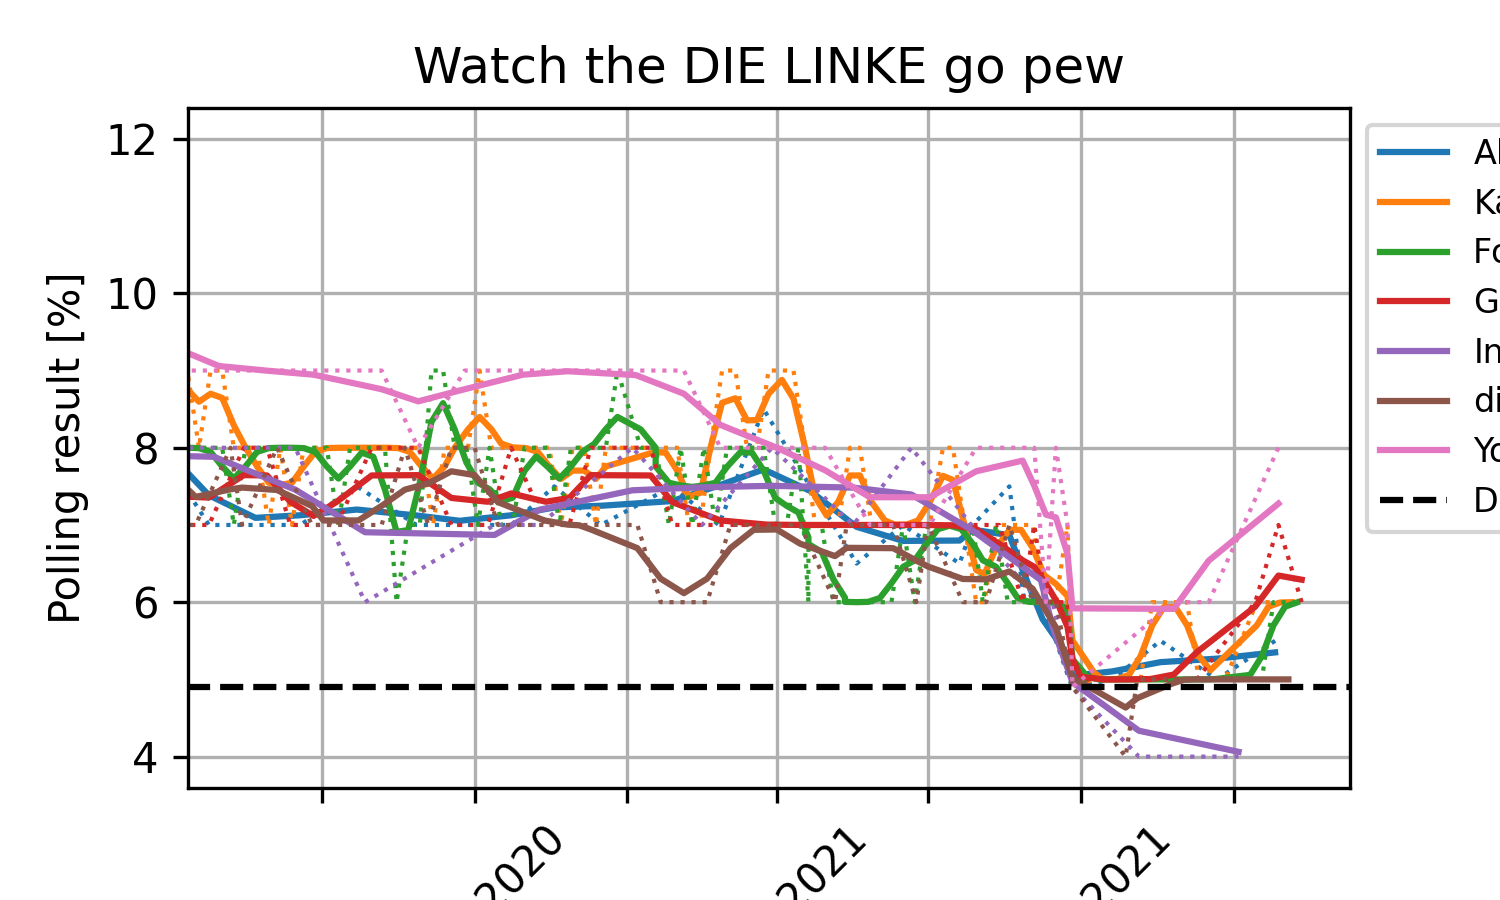 Watch the DIE LINKE go pew
Polling result [%]
12
10
8
6
4
2020
2021
2021
Al
Ka
Fo
G
In
di
Yo
D